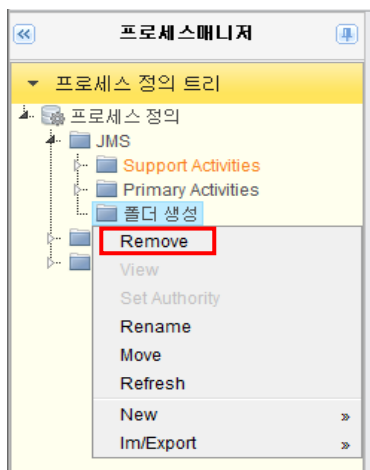 프로세스매니저
프로세스 정의 트리
프로세스 정의
JMS
Support Activities
Primary Activities
폴더 생성
Remove
View
Set Authority
Rename
Move
Refresh
New »
Im/Export »